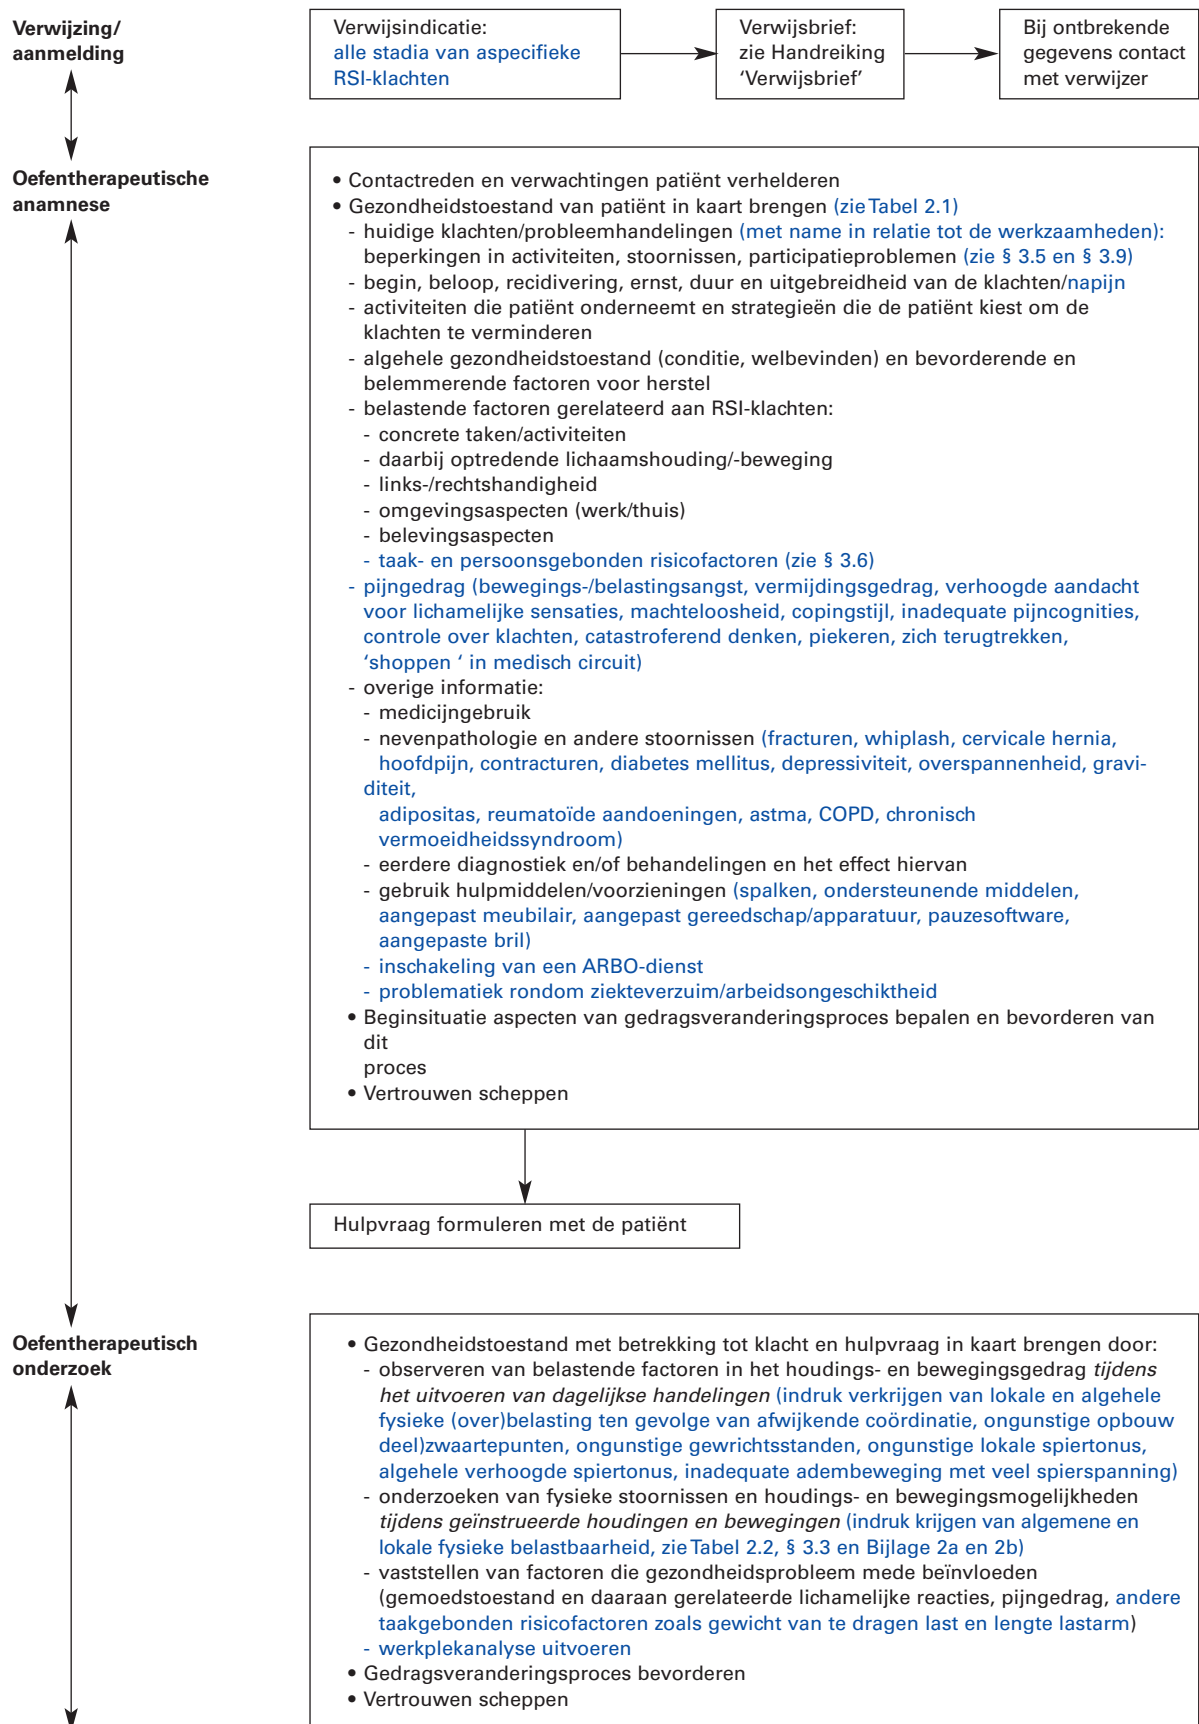 Verwijzing/
aanmelding
Verwijsindicatie:
alle stadia van aspecifieke
RSI-klachten
Verwijsbrief:
zie Handreiking
‘Verwijsbrief’
Bij ontbrekende
gegevens contact
met verwijzer
Oefentherapeutische
anamnese
• Contactreden en verwachtingen patiënt verhelderen
• Gezondheidstoestand van patiënt in kaart brengen (zie Tabel 2.1)
- huidige klachten/probleemhandelingen (met name in relatie tot de werkzaamheden):
beperkingen in activiteiten, stoornissen, participatieproblemen (zie § 3.5 en § 3.9)
- begin, beloop, recidivering, ernst, duur en uitgebreidheid van de klachten/napijn
- activiteiten die patiënt onderneemt en strategieën die de patiënt kiest om de
klachten te verminderen
- algehele gezondheidstoestand (conditie, welbevinden) en bevorderende en
belemmerende factoren voor herstel
- belastende factoren gerelateerd aan RSI-klachten:
- concrete taken/activiteiten
- daarbij optredende lichaamshouding/-beweging
- links-/rechtshandigheid
- omgevingsaspecten (werk/thuis)
- belevingsaspecten
- taak- en persoonsgebonden risicofactoren (zie § 3.6)
- pijngedrag (bewegings-/belastingsangst, vermijdingsgedrag, verhoogde aandacht
voor lichamelijke sensaties, machteloosheid, copingstijl, inadequate pijncognities,
controle over klachten, catastroferend denken, piekeren, zich terugtrekken,
‘shoppen ‘ in medisch circuit)
- overige informatie:
- medicijngebruik
- nevenpathologie en andere stoornissen (fracturen, whiplash, cervicale hernia,
hoofdpijn, contracturen, diabetes mellitus, depressiviteit, overspannenheid, gravi-
diteit,
adipositas, reumatoïde aandoeningen, astma, COPD, chronisch
vermoeidheidssyndroom)
- eerdere diagnostiek en/of behandelingen en het effect hiervan
- gebruik hulpmiddelen/voorzieningen (spalken, ondersteunende middelen,
aangepast meubilair, aangepast gereedschap/apparatuur, pauzesoftware,
aangepaste bril)
- inschakeling van een ARBO-dienst
- problematiek rondom ziekteverzuim/arbeidsongeschiktheid
• Beginsituatie aspecten van gedragsveranderingsproces bepalen en bevorderen van
dit
proces
• Vertrouwen scheppen
Hulpvraag formuleren met de patiënt
Oefentherapeutisch
onderzoek
• Gezondheidstoestand met betrekking tot klacht en hulpvraag in kaart brengen door:
- observeren van belastende factoren in het houdings- en bewegingsgedrag tijdens
het uitvoeren van dagelijkse handelingen (indruk verkrijgen van lokale en algehele
fysieke (over)belasting ten gevolge van afwijkende coördinatie, ongunstige opbouw
deel)zwaartepunten, ongunstige gewrichtsstanden, ongunstige lokale spiertonus,
algehele verhoogde spiertonus, inadequate adembeweging met veel spierspanning)
- onderzoeken van fysieke stoornissen en houdings- en bewegingsmogelijkheden
tijdens geïnstrueerde houdingen en bewegingen (indruk krijgen van algemene en
lokale fysieke belastbaarheid, zie Tabel 2.2, § 3.3 en Bijlage 2a en 2b)
- vaststellen van factoren die gezondheidsprobleem mede beïnvloeden
(gemoedstoestand en daaraan gerelateerde lichamelijke reacties, pijngedrag, andere
taakgebonden risicofactoren zoals gewicht van te dragen last en lengte lastarm)
- werkplekanalyse uitvoeren
• Gedragsveranderingsproces bevorderen
• Vertrouwen scheppen